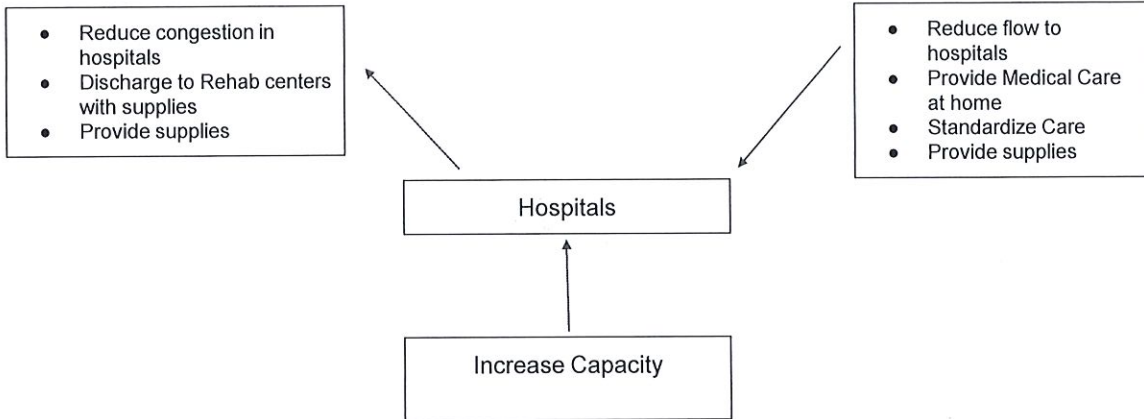 • Reduce congestion in
hospitals
• Discharge to Rehab centers
with supplies
• Provide supplies
• Reduce flow to
hospitals
• Provide Medical Care
at home
• Standardize Care
• Provide supplies
Hospitals
Increase Capacity